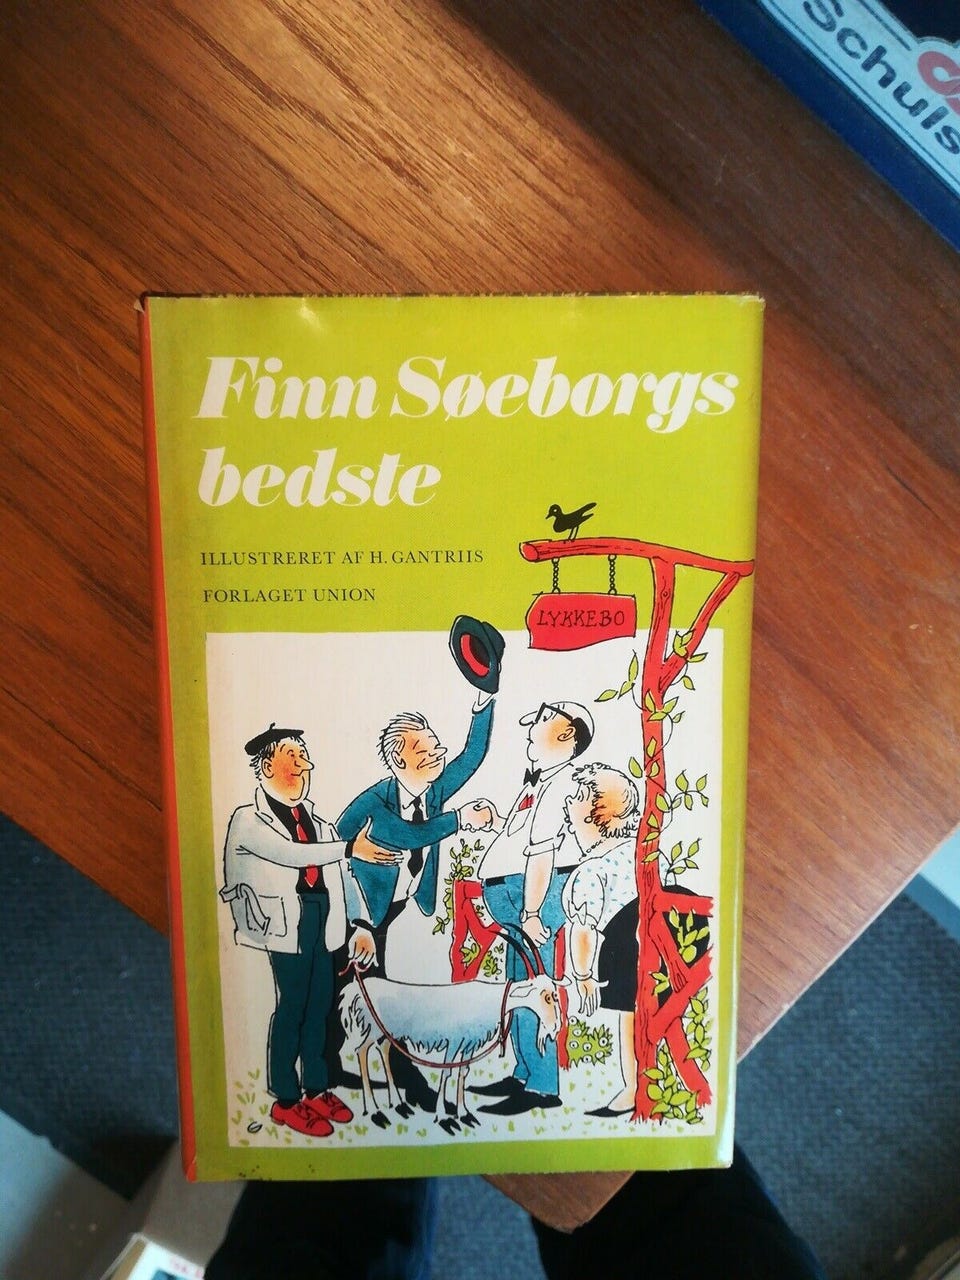 Schuls
Finn Søeborgs
bedste
ILLUSTRERET AF H. GANTRIIS
FORLAGET UNION
LYKKEBO